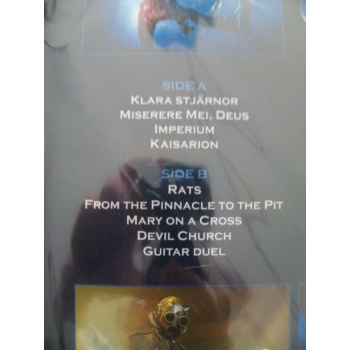 SIDE A
KLARA STJÄRNOR
MISERERE MEI, DEUS
IMPERIUM
KAISARION
SIDE B
RATS
FROM THE PINNACLE TO THE PIT
MARY ON A CROSS
DEVIL CHURCH
GUITAR DUEL